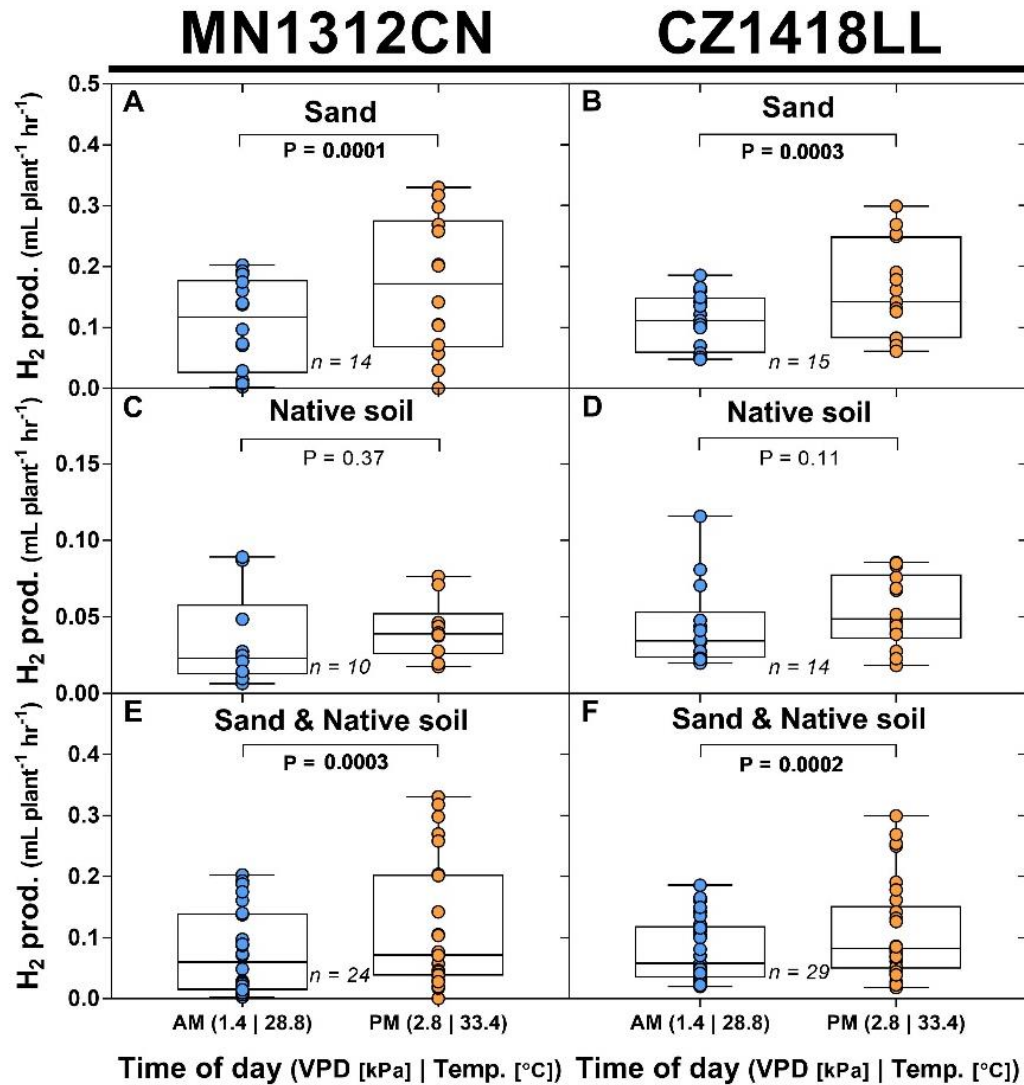 MN1312CN CZ1418LL
H2 prod. (mL plant-1 hr-1)
0.5
0.4
0.3
0.2
0.1
0.0
A
Sand
P = 0.0001
n = 14
B
Sand
P = 0.0003
n = 15
H2 prod. (mL plant-1 hr-1)
0.15
0.10
0.05
0.00
C
Native soil
P = 0.37
n = 10
D
Native soil
P = 0.11
n = 14
H2 prod. (mL plant-1 hr-1)
0.4
0.3
0.2
0.1
0.0
E
Sand & Native soil
P = 0.0003
n = 24
F
Sand & Native soil
P = 0.0002
n = 29
AM (1.4 | 28.8) PM (2.8 | 33.4) AM (1.4 | 28.8) PM (2.8 | 33.4)
Time of day (VPD [kPa] | Temp. [°C]) Time of day (VPD [kPa] | Temp. [°C])